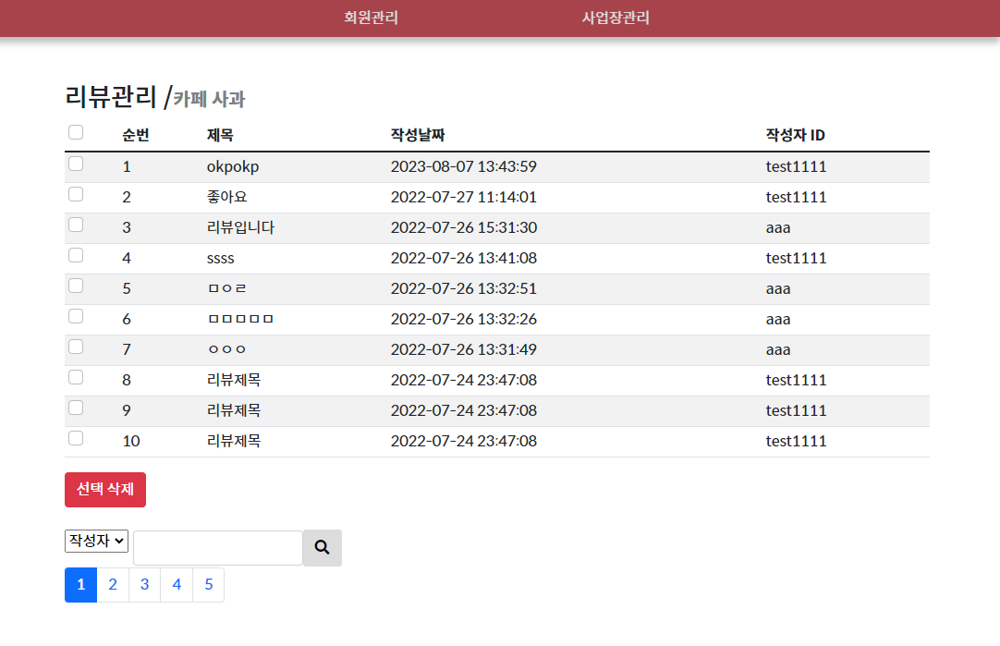 회원관리 사업장관리
리뷰관리 /카페 사과
순번 제목 작성날짜 작성자 ID
1 okpokp 2023-08-07 13:43:59 test1111
2 좋아요 2022-07-27 11:14:01 test1111
3 리뷰입니다 2022-07-26 15:31:30 aaa
4 ssss 2022-07-26 13:41:08 test1111
5 ㅁㅇㄹ 2022-07-26 13:32:51 aaa
6 ㅁㅁㅁㅁㅁ 2022-07-26 13:32:26 aaa
7 ㅇㅇㅇ 2022-07-26 13:31:49 aaa
8 리뷰제목 2022-07-24 23:47:08 test1111
9 리뷰제목 2022-07-24 23:47:08 test1111
10 리뷰제목 2022-07-24 23:47:08 test1111
선택 삭제
작성자
1 2 3 4 5